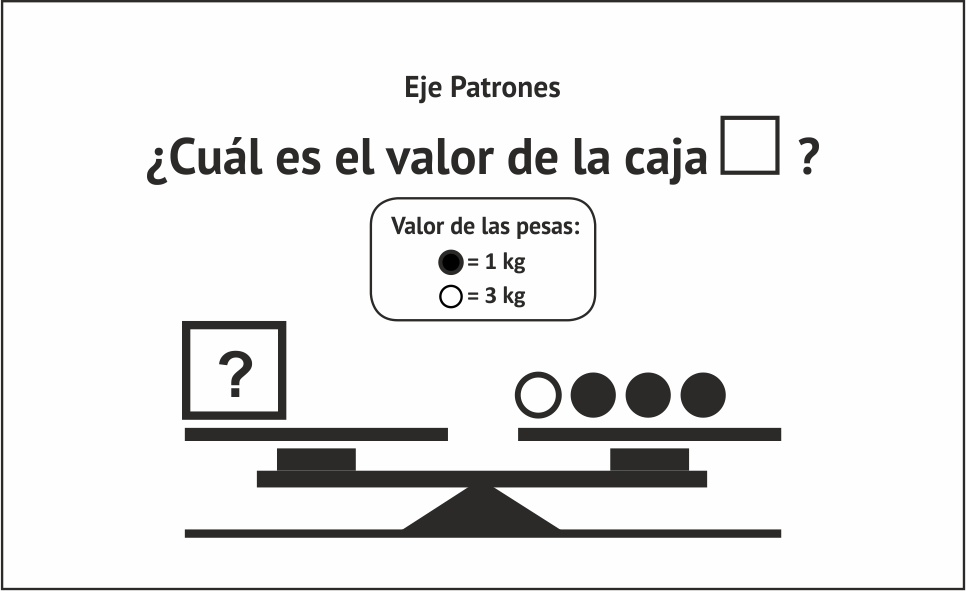 Eje Patrones
¿Cuál es el valor de la caja ?
Valor de las pesas:
= 1 kg
= 3 kg
?